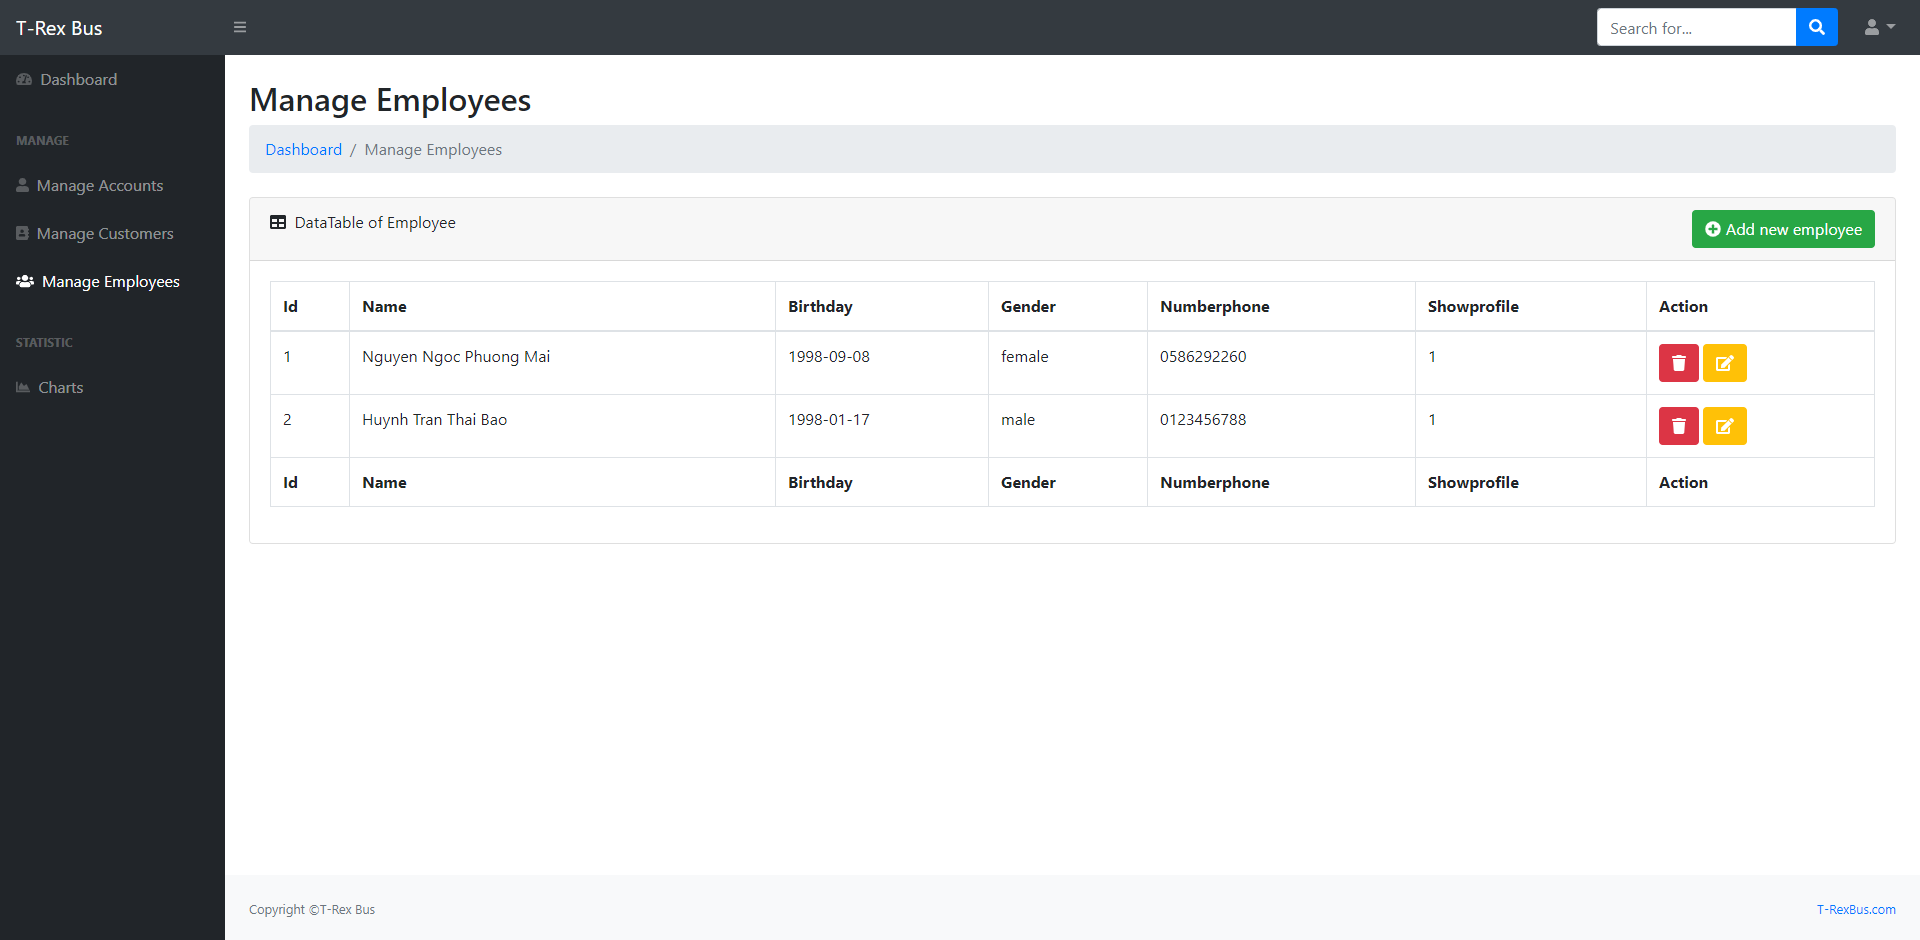 T-Rex Bus
Search for...
Dashboard
MANAGE
Manage Accounts
Manage Customers
Manage Employees
STATISTIC
Charts
Manage Employees
Dashboard / Manage Employees
DataTable of Employee
Add new employee
Id Name Birthday Gender Numberphone Showprofile Action
1 Nguyen Ngoc Phuong Mai 1998-09-08 female 0586292260 1
2 Huynh Tran Thai Bao 1998-01-17 male 0123456788 1
Id Name Birthday Gender Numberphone Showprofile Action
Copyright ©T-Rex Bus
T-RexBus.com